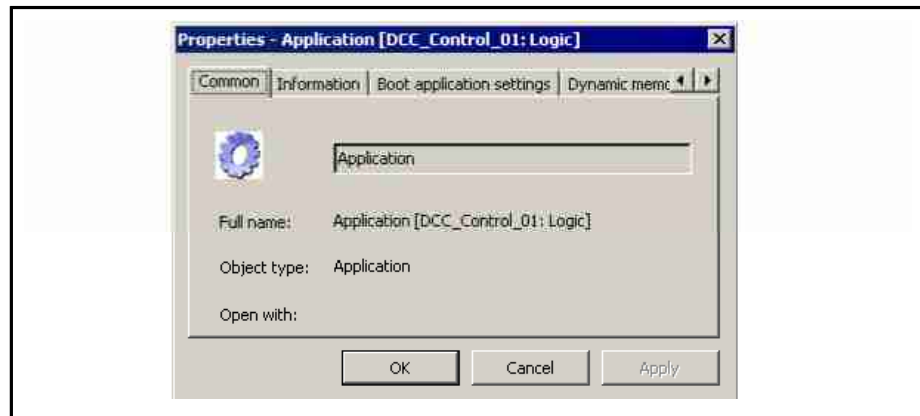 Properties - Application [DCC_Control_01: Logic]
Common Information Boot application settings Dynamic memo
Application
Full name: Application [DCC_Control_01: Logic]
Object type: Application
Open with:
OK Cancel Apply